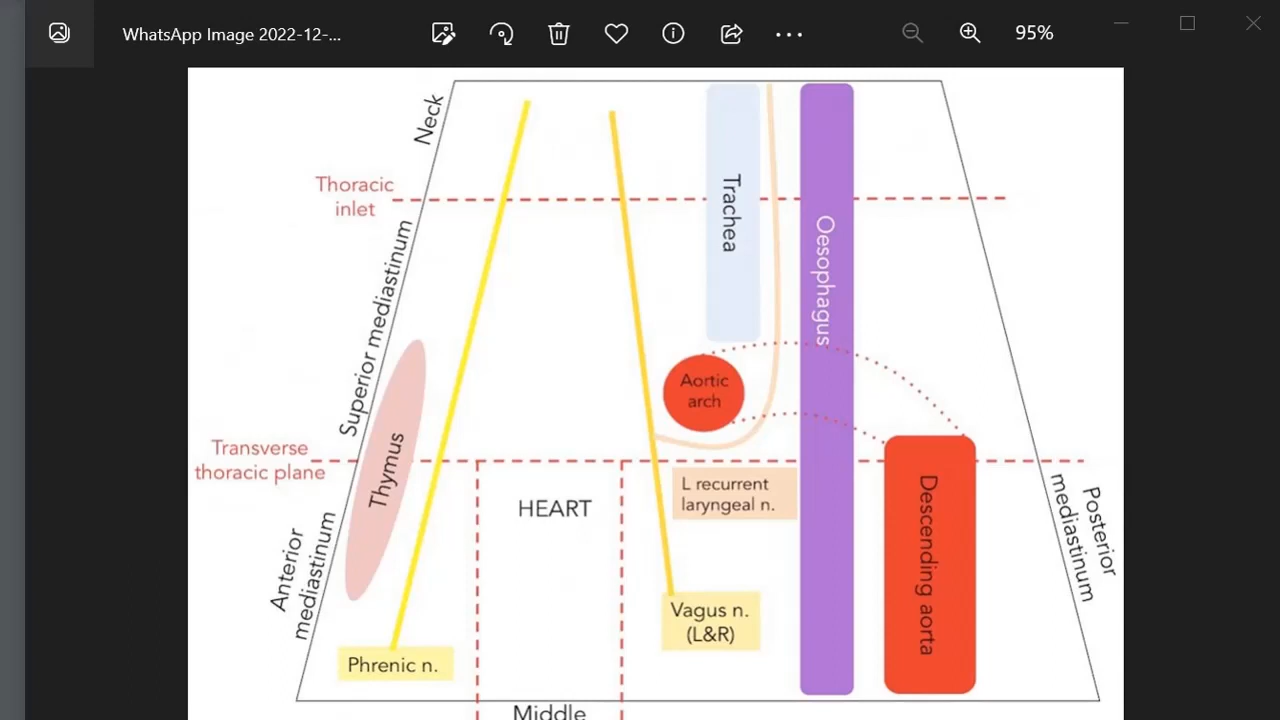 WhatsApp Image 2022-12-...
95%
Neck
Thoracic
inlet
Superior mediastinum
Trachea
Oesophagus
Aortic
arch
Transverse
thoracic plane
Thymus
HEART
L recurrent
laryngeal n.
Descending aorta
Anterior
mediastinum
Posterior
mediastinum
Vagus n.
(L&R)
Phrenic n.
Middle